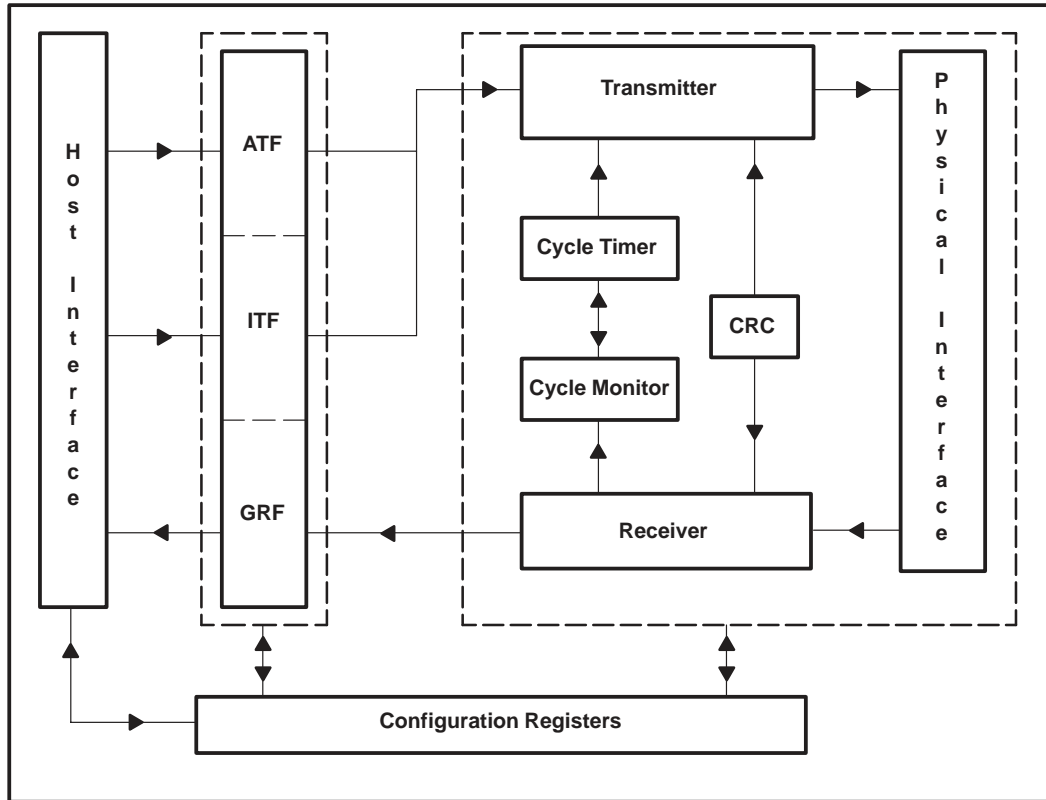 Host Interface
ATF
ITF
GRF
Transmitter
Cycle Timer
CRC
Cycle Monitor
Receiver
Physical Interface
Configuration Registers